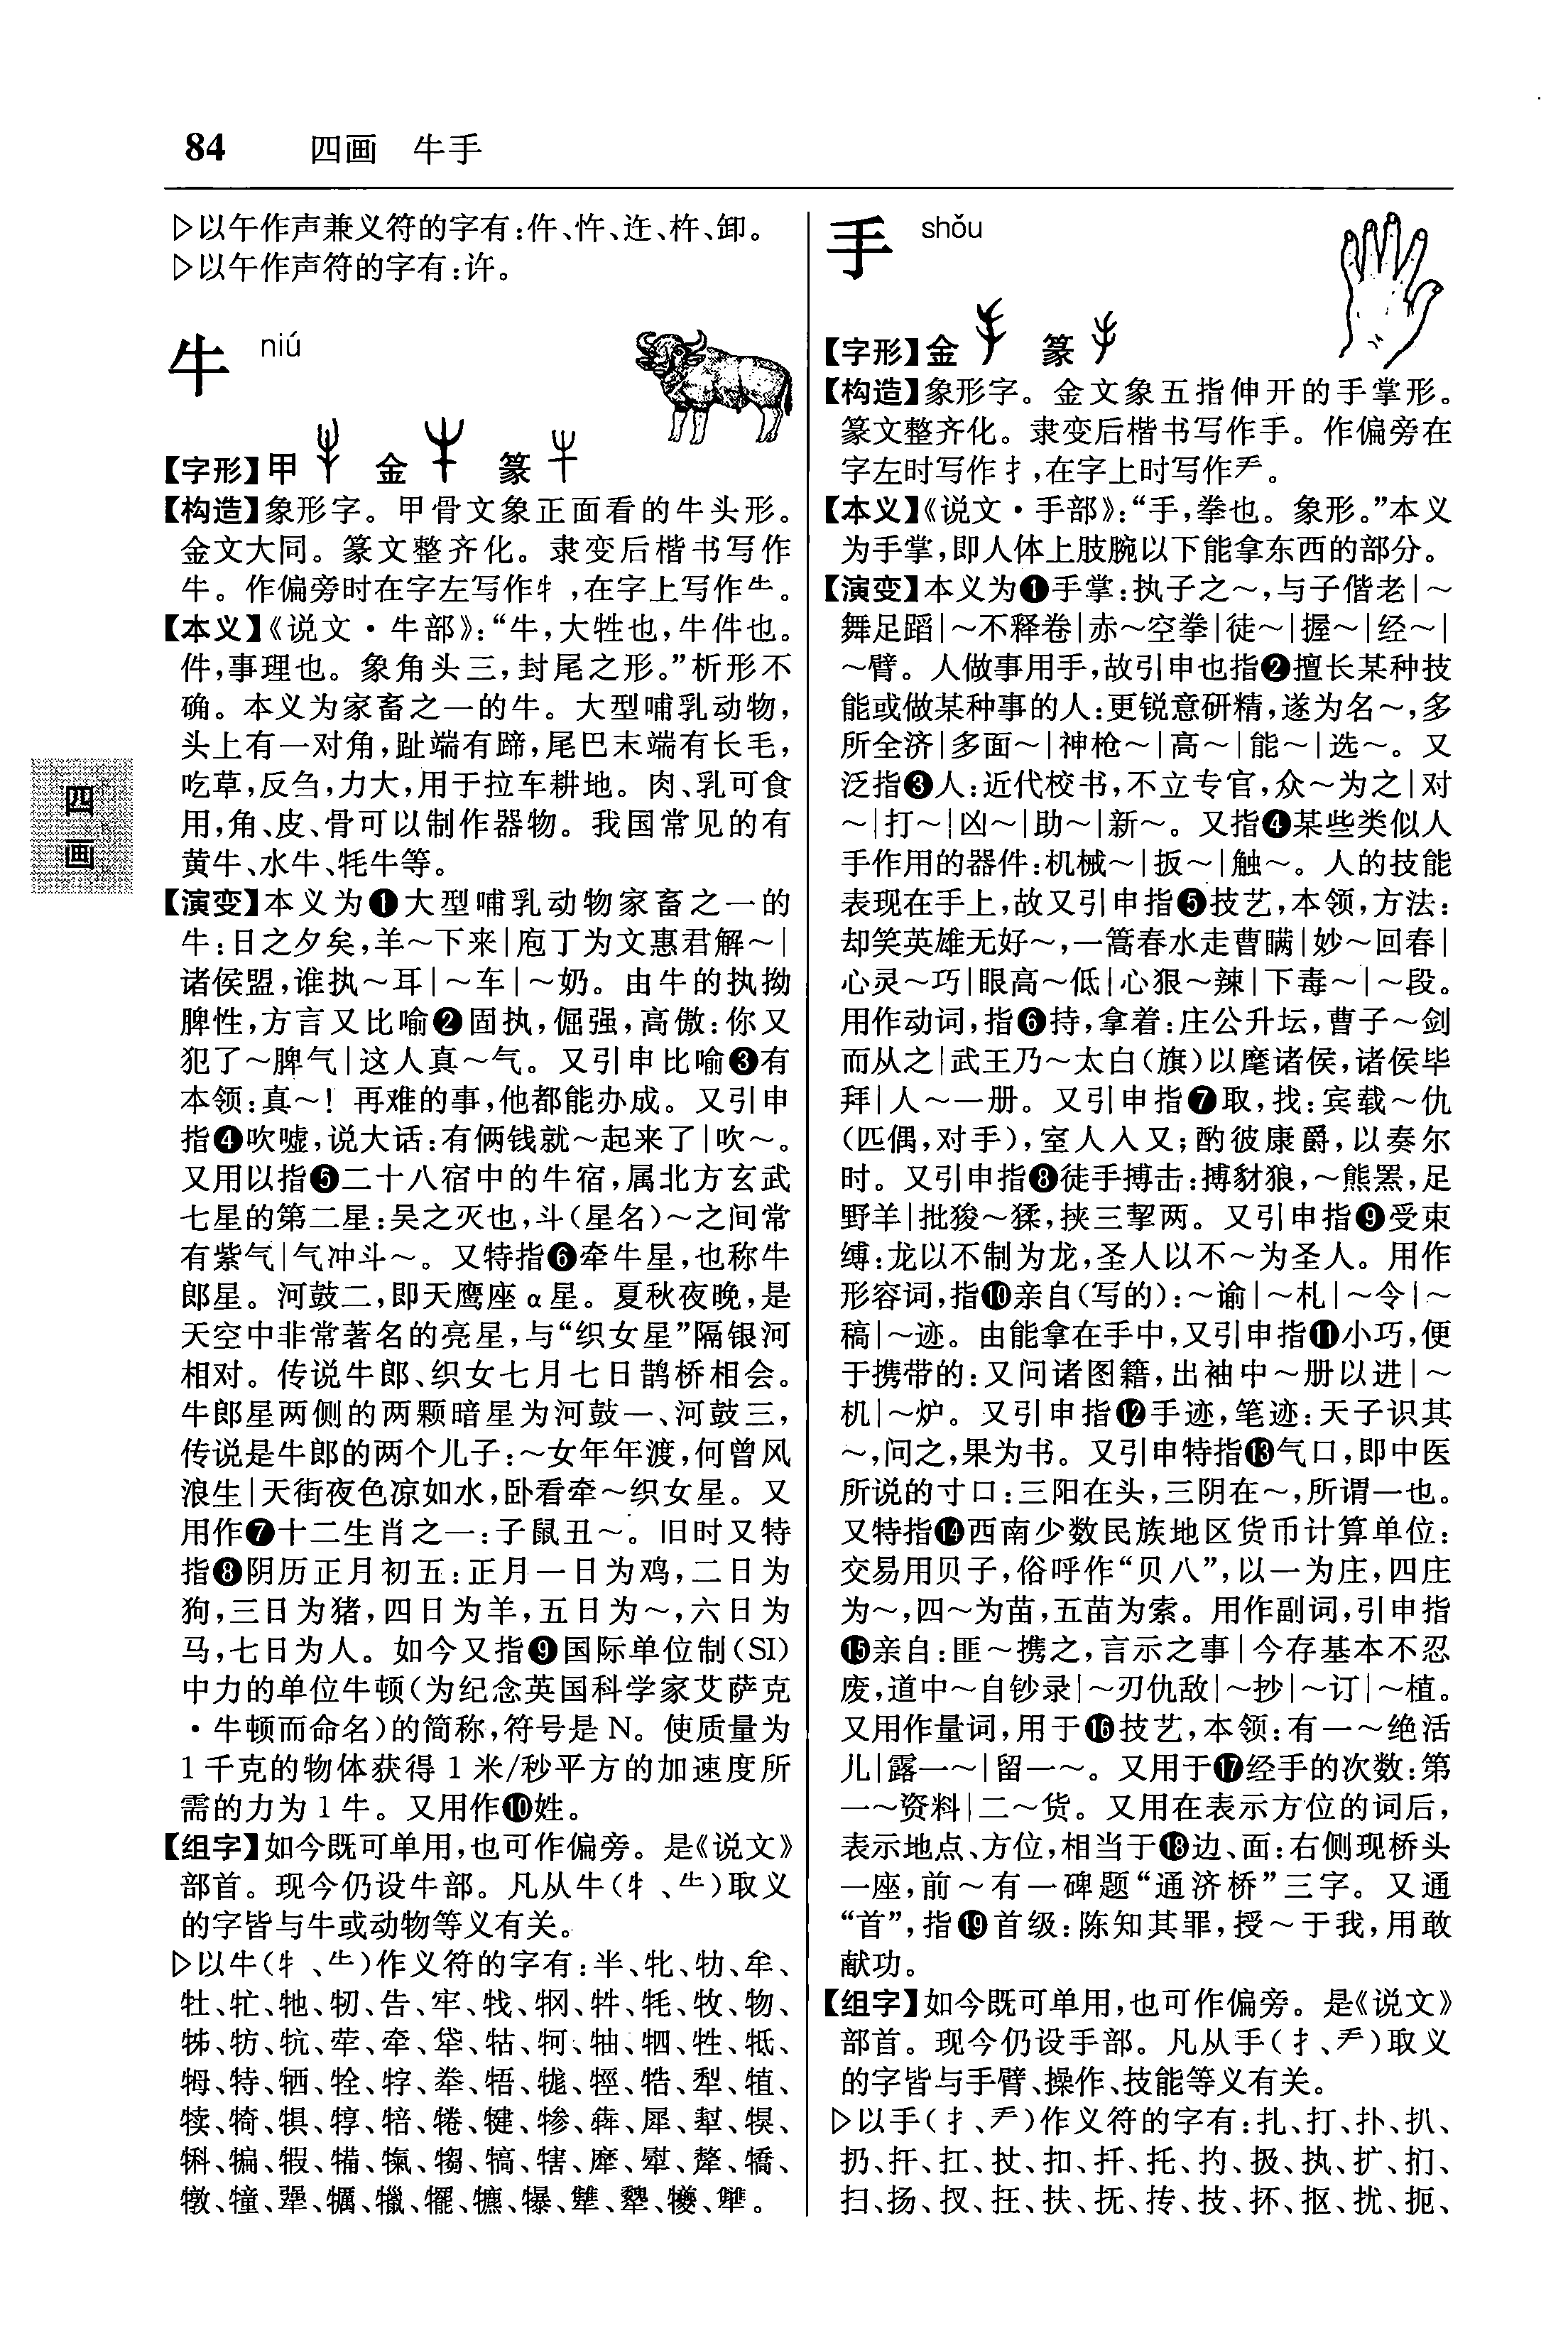 84 四画 牛手
▷以午作声兼义符的字有:仵、忤、迕、杵、卸。
▷以午作声符的字有:许。
牛 niú
【字形】甲 金 篆
【构造】象形字。甲骨文象正面看的牛头形。
金文大同。篆文整齐化。隶变后楷书写作
牛。作偏旁时在字左写作牜,在字上写作⺧。
【本义】《说文·牛部》:“牛,大牲也,牛件也。
件,事理也。象角头三,封尾之形。”析形不
确。本义为家畜之一的牛。大型哺乳动物,
头上有一对角,趾端有蹄,尾巴末端有长毛,
吃草,反刍,力大,用于拉车耕地。肉、乳可食
用,角、皮、骨可以制作器物。我国常见的有
黄牛、水牛、牦牛等。
【演变】本义为❶大型哺乳动物家畜之一的
牛:日之夕矣,羊~下来|庖丁为文惠君解~|
诸侯盟,谁执~耳|~车|~奶。由牛的执拗
脾性,方言又比喻❷固执,倔强,高傲:你又
犯了~脾气|这人真~气。又引申比喻❸有
本领:真~!再难的事,他都能办成。又引申
指❹吹嘘,说大话:有俩钱就~起来了|吹~。
又用以指❺二十八宿中的牛宿,属北方玄武
七星的第二星:吴之灭也,斗(星名)~之间常
有紫气|气冲斗~。又特指❻牵牛星,也称牛
郎星。河鼓二,即天鹰座α星。夏秋夜晚,是
天空中非常著名的亮星,与“织女星”隔银河
相对。传说牛郎、织女七月七日鹊桥相会。
牛郎星两侧的两颗暗星为河鼓一、河鼓三,
传说是牛郎的两个儿子:~女年年渡,何曾风
浪生|天街夜色凉如水,卧看牵~织女星。又
用作❼十二生肖之一:子鼠丑~。旧时又特
指❽阴历正月初五:正月一日为鸡,二日为
狗,三日为猪,四日为羊,五日为~,六日为
马,七日为人。如今又指❾国际单位制(SI)
中力的单位牛顿(为纪念英国科学家艾萨克
·牛顿而命名)的简称,符号是N。使质量为
1千克的物体获得1米/秒平方的加速度所
需的力为1牛。又用作❿姓。
【组字】如今既可单用,也可作偏旁。是《说文》
部首。现今仍设牛部。凡从牛(牜、⺧)取义
的字皆与牛或动物等义有关。
▷以牛(牜、⺧)作义符的字有:半、牝、牣、牟、
牡、牤、牠、牣、告、牢、牫、牨、牪、牦、牧、物、
牬、牥、牨、荦、牵、牮、牯、牱、牰、牭、牲、牴、
牳、特、牺、牷、牸、桊、牾、牻、牼、牿、犁、犆、
犊、犄、犋、犉、犃、犈、犍、犙、犇、犀、犎、犑、
犐、犏、犌、犕、犔、犓、犒、犗、犘、犚、犛、犞、
犜、犝、犟、犡、犣、犤、犥、犦、犨、犩、犪、犫。
手 shǒu
【字形】金 篆
【构造】象形字。金文象五指伸开的手掌形。
篆文整齐化。隶变后楷书写作手。作偏旁在
字左时写作扌,在字上时写作龵。
【本义】《说文·手部》:“手,拳也。象形。”本义
为手掌,即人体上肢腕以下能拿东西的部分。
【演变】本义为❶手掌:执子之~,与子偕老|~
舞足蹈|~不释卷|赤~空拳|徒~|握~|经~|
~臂。人做事用手,故引申也指❷擅长某种技
能或做某种事的人:更锐意研精,遂为名~,多
所全济|多面~|神枪~|高~|能~|选~。又
泛指❸人:近代校书,不立专官,众~为之|对
~|打~|凶~|助~|新~。又指❹某些类似人
手作用的器件:机械~|扳~|触~。人的技能
表现在手上,故又引申指❺技艺,本领,方法:
却笑英雄无好~,一篙春水走曹瞒|妙~回春|
心灵~巧|眼高~低|心狠~辣|下毒~|~段。
用作动词,指❻持,拿着:庄公升坛,曹子~剑
而从之|武王乃~太白(旗)以麾诸侯,诸侯毕
拜|人~一册。又引申指❼取,找:宾载~仇
(匹偶,对手),室人入又;酌彼康爵,以奏尔
时。又引申指❽徒手搏击:搏豺狼,~熊罴,足
野羊|批狻~猱,挟三挈两。又引申指❾受束
缚:龙以不制为龙,圣人以不~为圣人。用作
形容词,指❿亲自(写的):~谕|~札|~令|~
稿|~迹。由能拿在手中,又引申指⓫小巧,便
于携带的:又问诸图籍,出袖中~册以进|~
机|~炉。又引申指⓬手迹,笔迹:天子识其
~,问之,果为书。又引申特指⓭气口,即中医
所说的寸口:三阳在头,三阴在~,所谓一也。
又特指⓮西南少数民族地区货币计算单位:
交易用贝子,俗呼作“贝八”,以一为庄,四庄
为~,四~为苗,五苗为索。用作副词,引申指
⓯亲自:匪~携之,言示之事|今存基本不忍
废,道中~自钞录|~刃仇敌|~抄|~订|~植。
又用作量词,用于⓰技艺,本领:有一~绝活
儿|露一~|留一~。又用于⓱经手的次数:第
一~资料|二~货。又用在表示方位的词后,
表示地点、方位,相当于⓲边、面:右侧现桥头
一座,前~有一碑题“通济桥”三字。又通
“首”,指⓳首级:陈知其罪,授~于我,用敢
献功。
【组字】如今既可单用,也可作偏旁。是《说文》
部首。现今仍设手部。凡从手(扌、龵)取义
的字皆与手臂、操作、技能等义有关。
▷以手(扌、龵)作义符的字有:扎、打、扑、扒、
扔、扞、扛、扙、扣、扦、托、扚、扱、执、扩、扪、
扫、扬、扠、抂、扶、抚、抟、技、抔、抠、扰、扼、
四
画